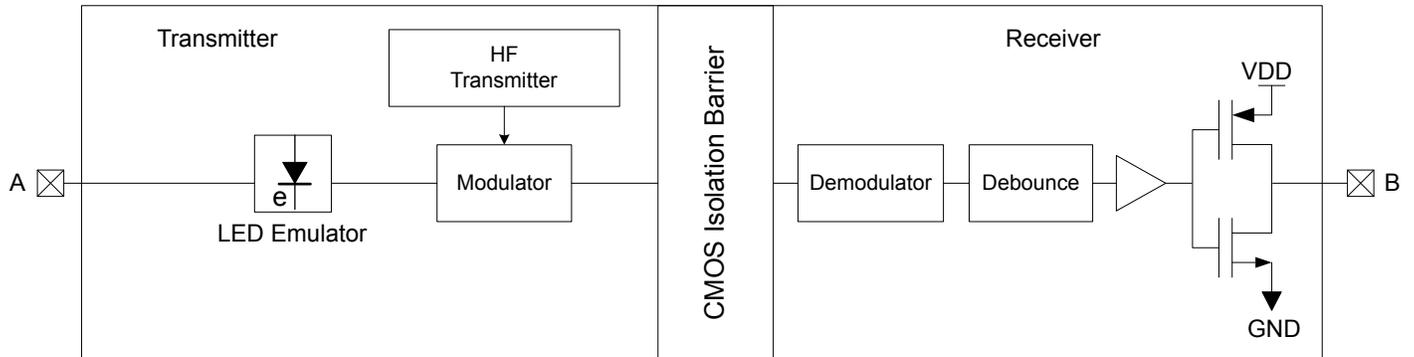 Transmitter
HF
Transmitter
A
e
LED Emulator
Modulator
CMOS Isolation Barrier
Receiver
Demodulator
Debounce
VDD
GND
B